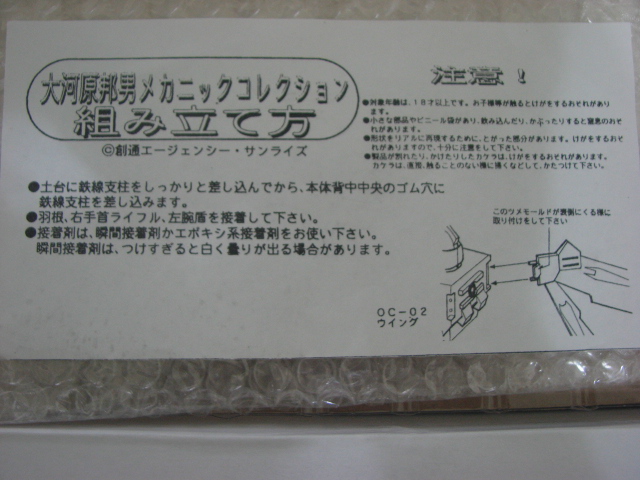 大河原邦男メカニックコレクション
組み立て方
©創通エージェンシー・サンライズ
●土台に鉄線支柱をしっかりと差し込んでから、本体背中中央のゴム穴に
鉄線支柱を差し込みます。
●羽根、右手首ライフル、左腕盾を接着して下さい。
●接着剤は、瞬間接着剤かエポキシ系接着剤をお使い下さい。
瞬間接着剤は、つけすぎると白く曇りが出る場合があります。
注意！
●対象年齢は、18才以上です。お子様等が触るとけがをするおそれがあり
ます。
●小さな部品やビニール袋があり、飲み込んだり、かぶったりすると窒息のおそ
れがあります。
●形状をリアルに再現するために、とがった部分があります。けがをするおそ
れがありますので、十分に注意をして下さい。
●製品が割れたり、かけたりしたカケラは、けがをするおそれがあります。
カケラは、直接、触ることのない様に掃くなどして、かたつけて下さい。
このツメモールドが裏側にくる様に
取り付けをして下さい
OC-02
ウイング